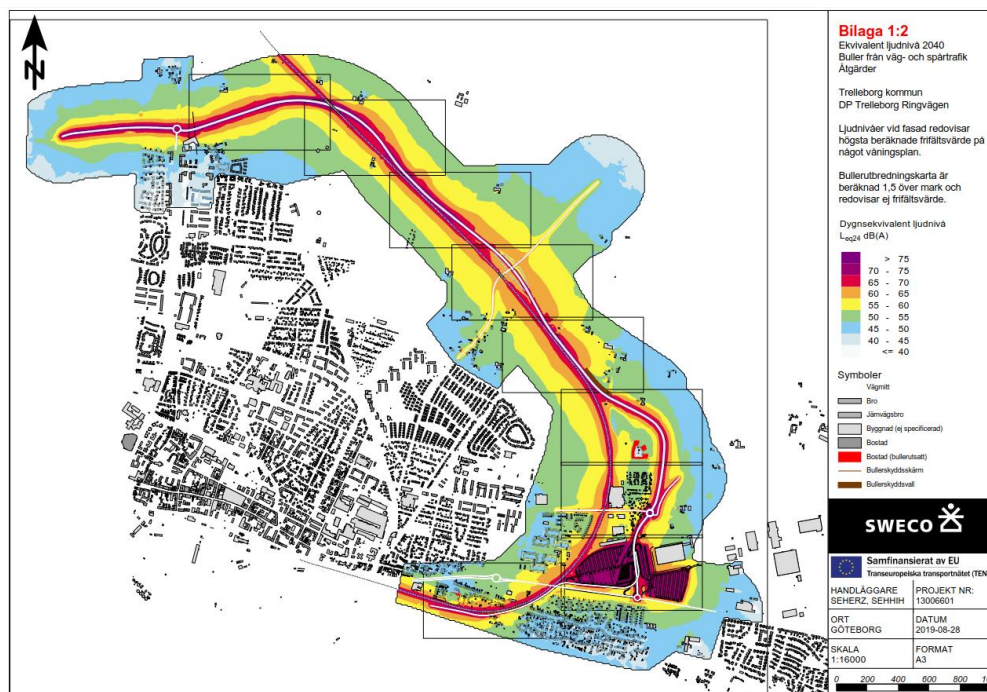 N
Bilaga 1:2
Ekvivalent ljudnivå 2040
Buller från väg- och spårtrafik
Åtgärder
Trelleborg kommun
DP Trelleborg Ringvägen
Ljudnivåer vid fasad redovisar
högsta beräknade frifältsvärde på
något våningsplan.
Bullerutbredningskarta är
beräknad 1,5 över mark och
redovisar ej frifältsvärde.
Dygnsekvivalent ljudnivå
Leq24 dB(A)
> 75
70 - 75
65 - 70
60 - 65
55 - 60
50 - 55
45 - 50
40 - 45
<= 40
Symboler
Vägmitt
Bro
Järnvägsbro
Byggnad (ej specificerad)
Bostad
Bostad (bullerutsatt)
Bullerskyddsskärm
Bullerskyddsvall
SWECO
Samfinansierat av EU
Transeuropeiska transportnätet (TEN
HANDLÄGGARE
SEHERZ, SEHHIH
PROJEKT NR:
13006601
ORT
GÖTEBORG
DATUM
2019-08-28
SKALA
1:16000
FORMAT
A3
0 200 400 600 800